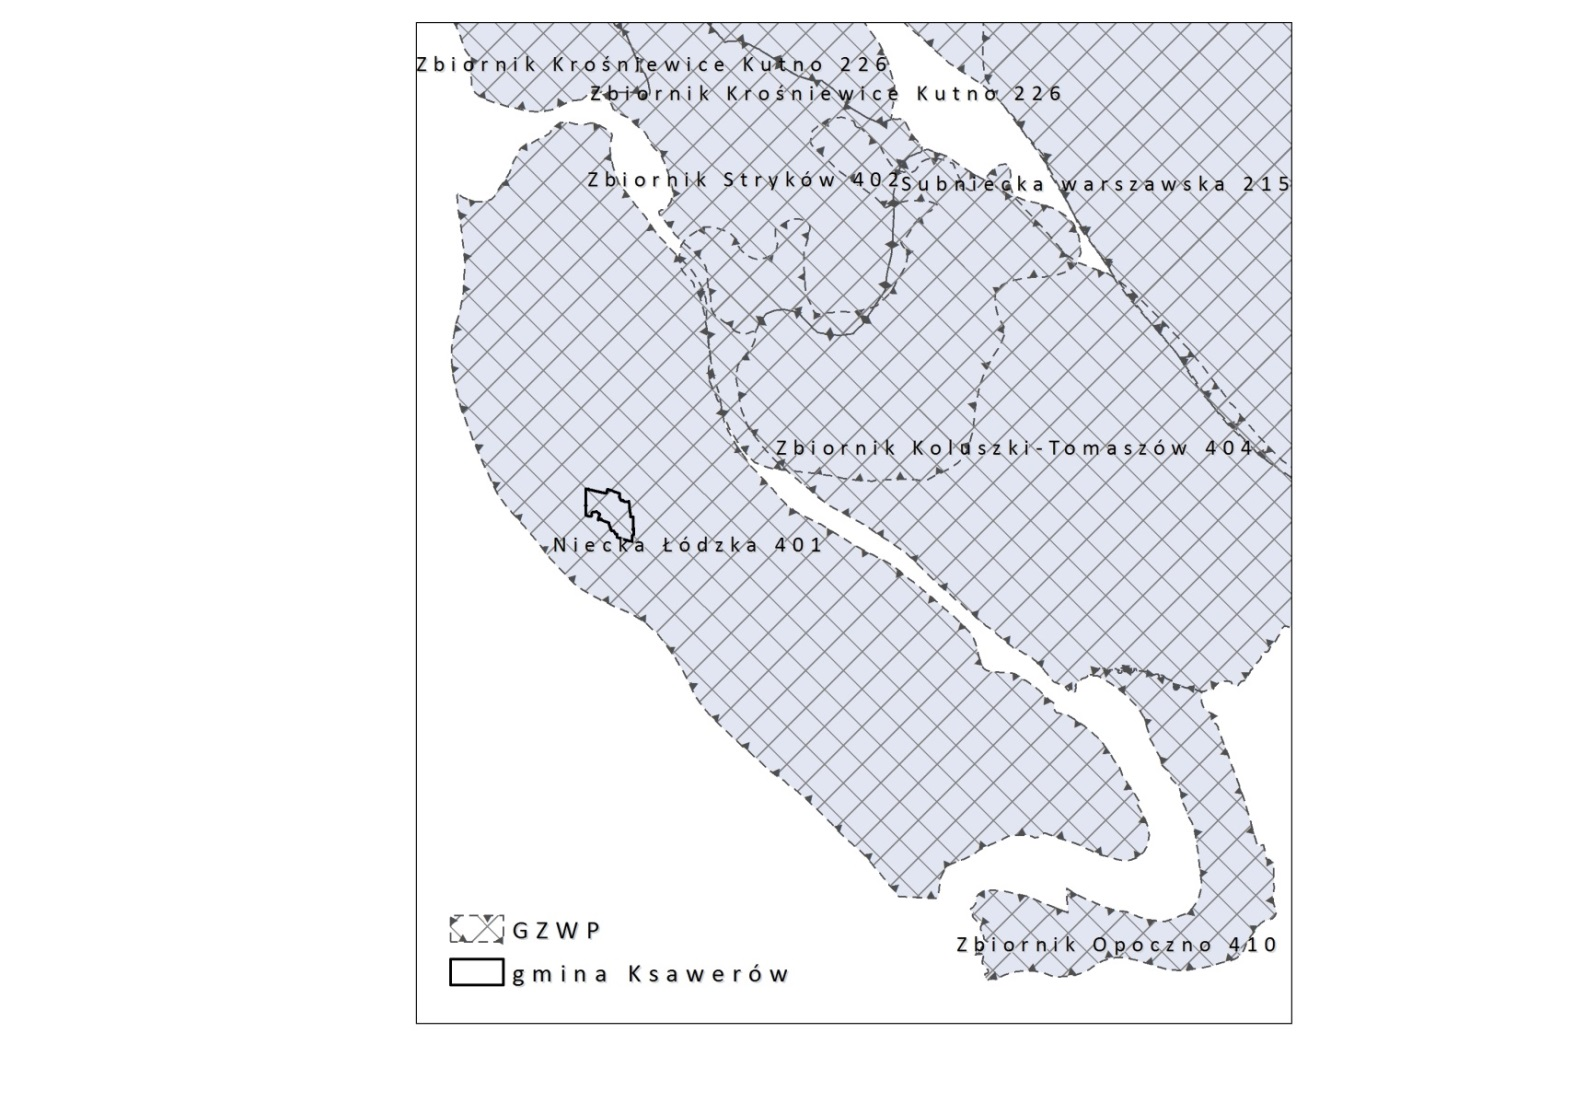 Zbiornik Krośniewice Kutno 226
Zbiornik Krośniewice Kutno 226
Zbiornik Stryków 402
Subniecka warszawska 215
Zbiornik Koluszki-Tomaszów 404
Niecka Łódzka 401
Zbiornik Opoczno 410
GZWP
gmina Ksawerów